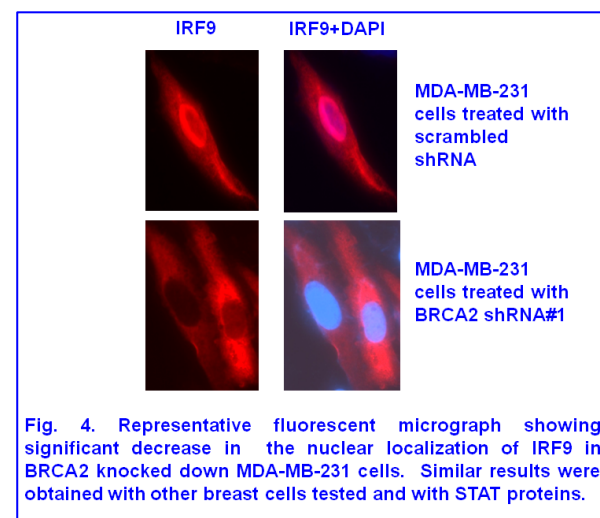 IRF9
IRF9+DAPI
MDA-MB-231
cells treated with
scrambled
shRNA
MDA-MB-231
cells treated with
BRCA2 shRNA#1
Fig. 4. Representative fluorescent micrograph showing
significant decrease in the nuclear localization of IRF9 in
BRCA2 knocked down MDA-MB-231 cells. Similar results were
obtained with other breast cells tested and with STAT proteins.